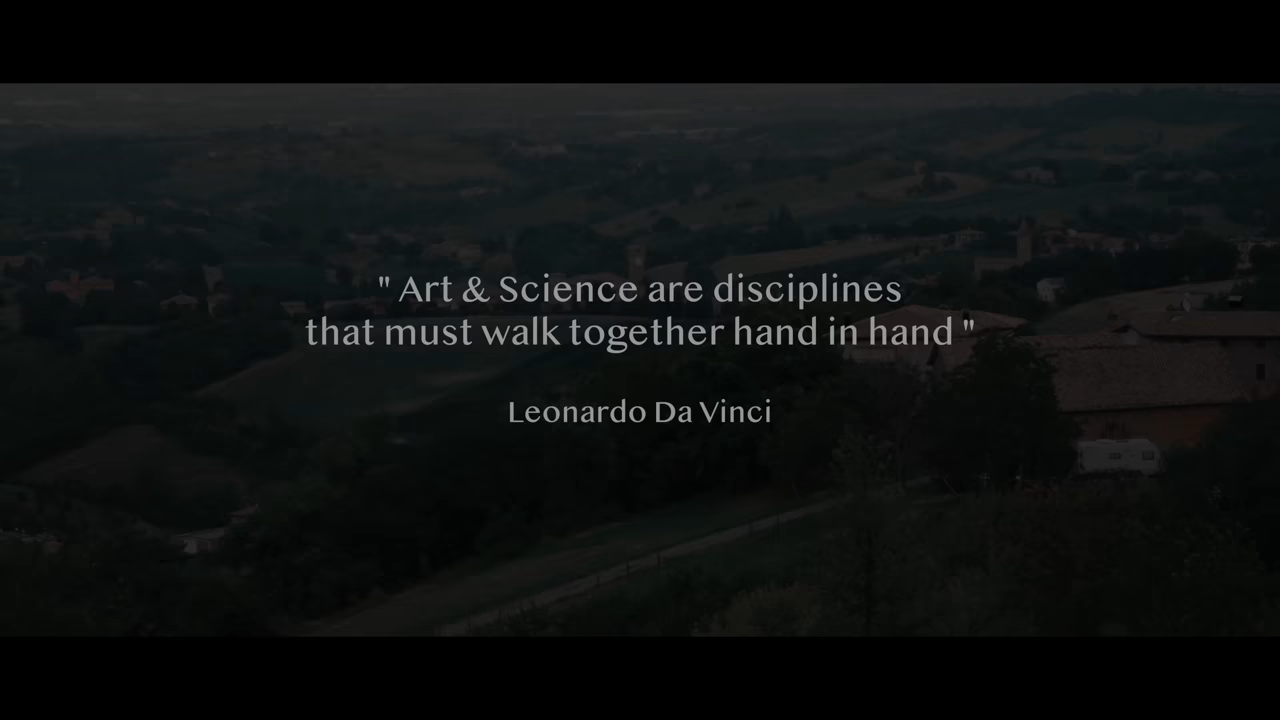 " Art & Science are disciplines
that must walk together hand in hand "
Leonardo Da Vinci